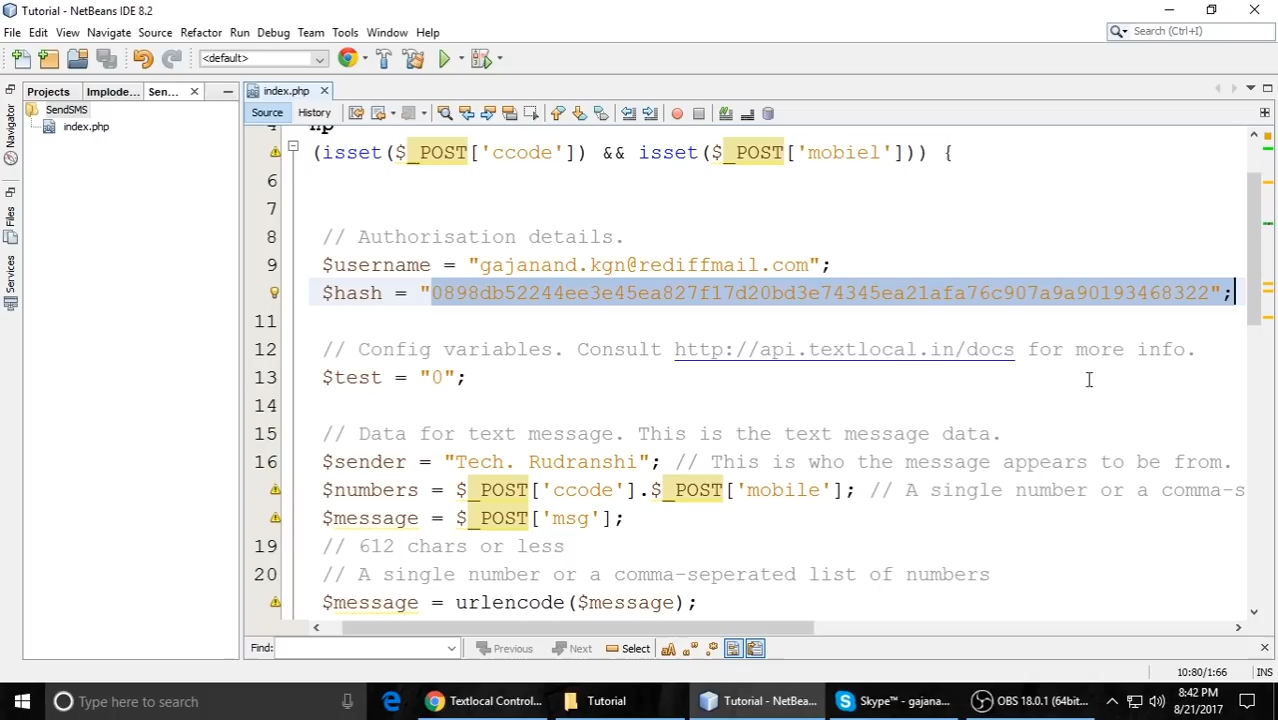 Tutorial - NetBeans IDE 8.2
File Edit View Navigate Source Refactor Run Debug Team Tools Window Help
Search (Ctrl+I)
<default>
Projects Implode... Sen...
index.php
SendSMS
index.php
Navigator
Files
Services
Source History
(isset($_POST['ccode']) && isset($_POST['mobiel'])) {
6
7
8 // Authorisation details.
9 $username = "gajanand.kgn@rediffmail.com";
$hash = "0898db52244ee3e45ea827f17d20bd3e74345ea21afa76c907a9a90193468322";
11
12 // Config variables. Consult http://api.textlocal.in/docs for more info.
13 $test = "0";
14
15 // Data for text message. This is the text message data.
16 $sender = "Tech. Rudranshi"; // This is who the message appears to be from.
$numbers = $_POST['ccode'].$_POST['mobile']; // A single number or a comma-s
$message = $_POST['msg'];
19 // 612 chars or less
20 // A single number or a comma-seperated list of numbers
$message = urlencode($message);
Find: Previous Next Select
10:80/1:66 INS
Type here to search
Textlocal Control...
Tutorial
Tutorial - NetBeans...
Skype™ - gajana...
OBS 18.0.1 (64bit...
8:42 PM
8/21/2017